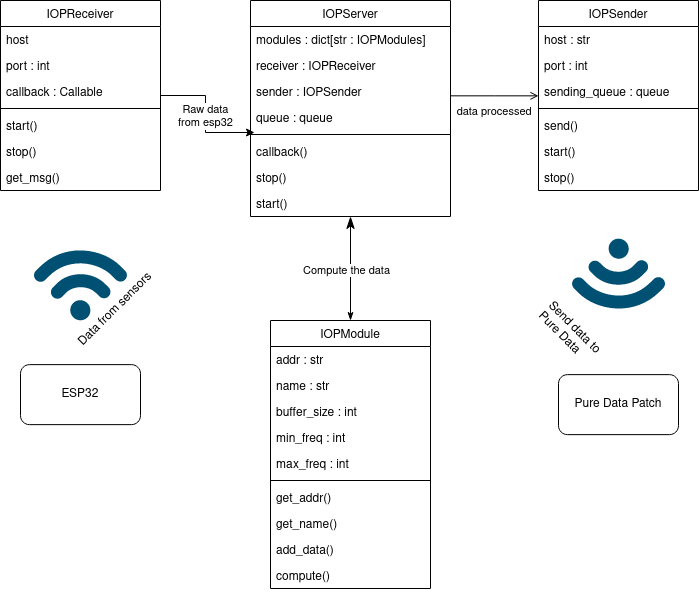 IOPReceiver
host
port : int
callback : Callable
start()
stop()
get_msg()
Raw data
from esp32
IOPServer
modules : dict[str : IOPModules]
receiver : IOPReceiver
sender : IOPSender
queue : queue
callback()
stop()
start()
data processed
IOPSender
host : str
port : int
sending_queue : queue
send()
start()
stop()
Data from sensors
ESP32
Compute the data
IOPModule
addr : str
name : str
buffer_size : int
min_freq : int
max_freq : int
get_addr()
get_name()
add_data()
compute()
Send data to
Pure Data
Pure Data Patch